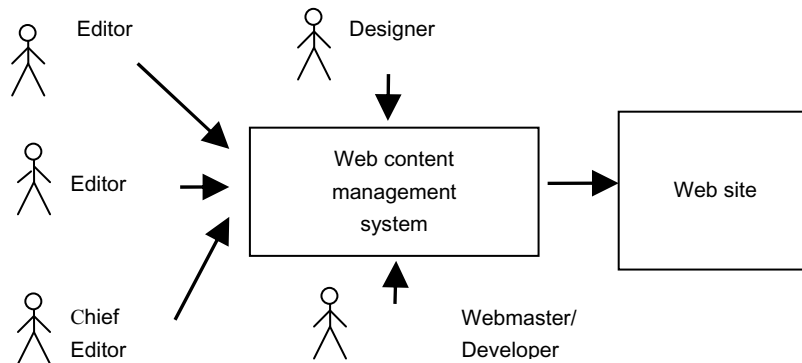 Editor
Designer
Editor
Web content
management
system
Web site
Chief
Editor
Webmaster/
Developer